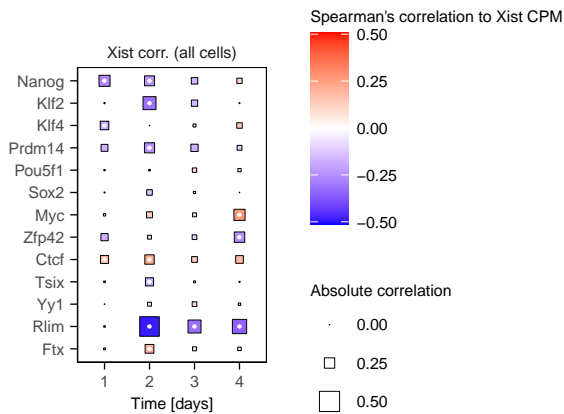 Spearman's correlation to Xist CPM
0.50
0.25
0.00
−0.25
−0.50
Xist corr. (all cells)
Nanog
Klf2
Klf4
Prdm14
Pou5f1
Sox2
Myc
Zfp42
Ctcf
Tsix
Yy1
Rlim
Ftx
1 2 3 4
Time [days]
Absolute correlation
0.00
0.25
0.50